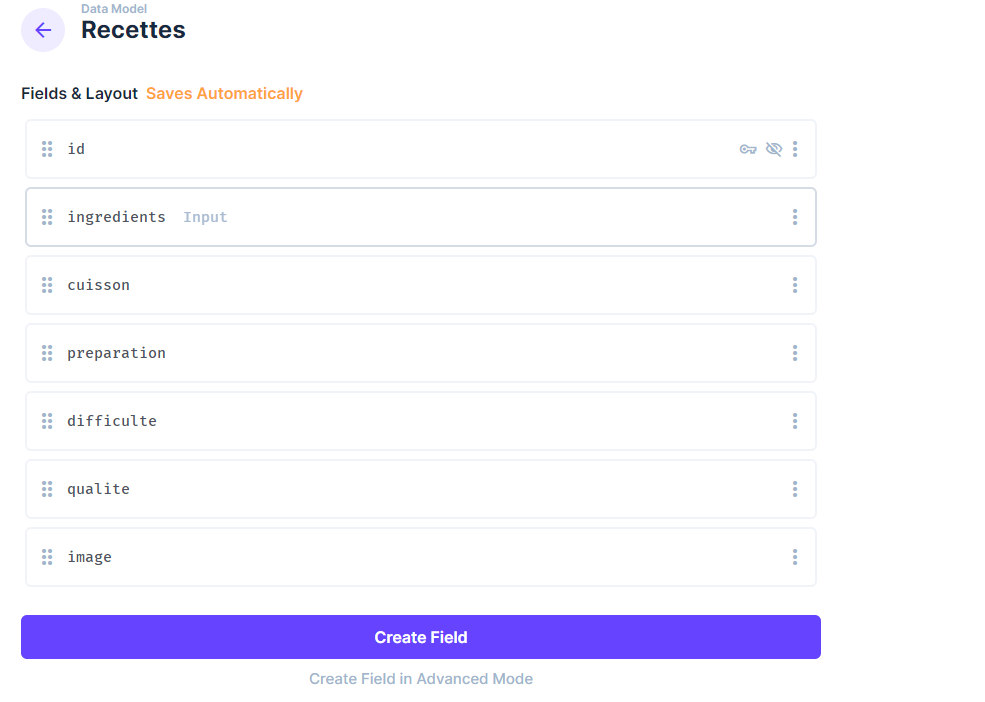 Data Model
Recettes
Fields & Layout Saves Automatically
id
ingredients Input
cuisson
preparation
difficulte
qualite
image
Create Field
Create Field in Advanced Mode